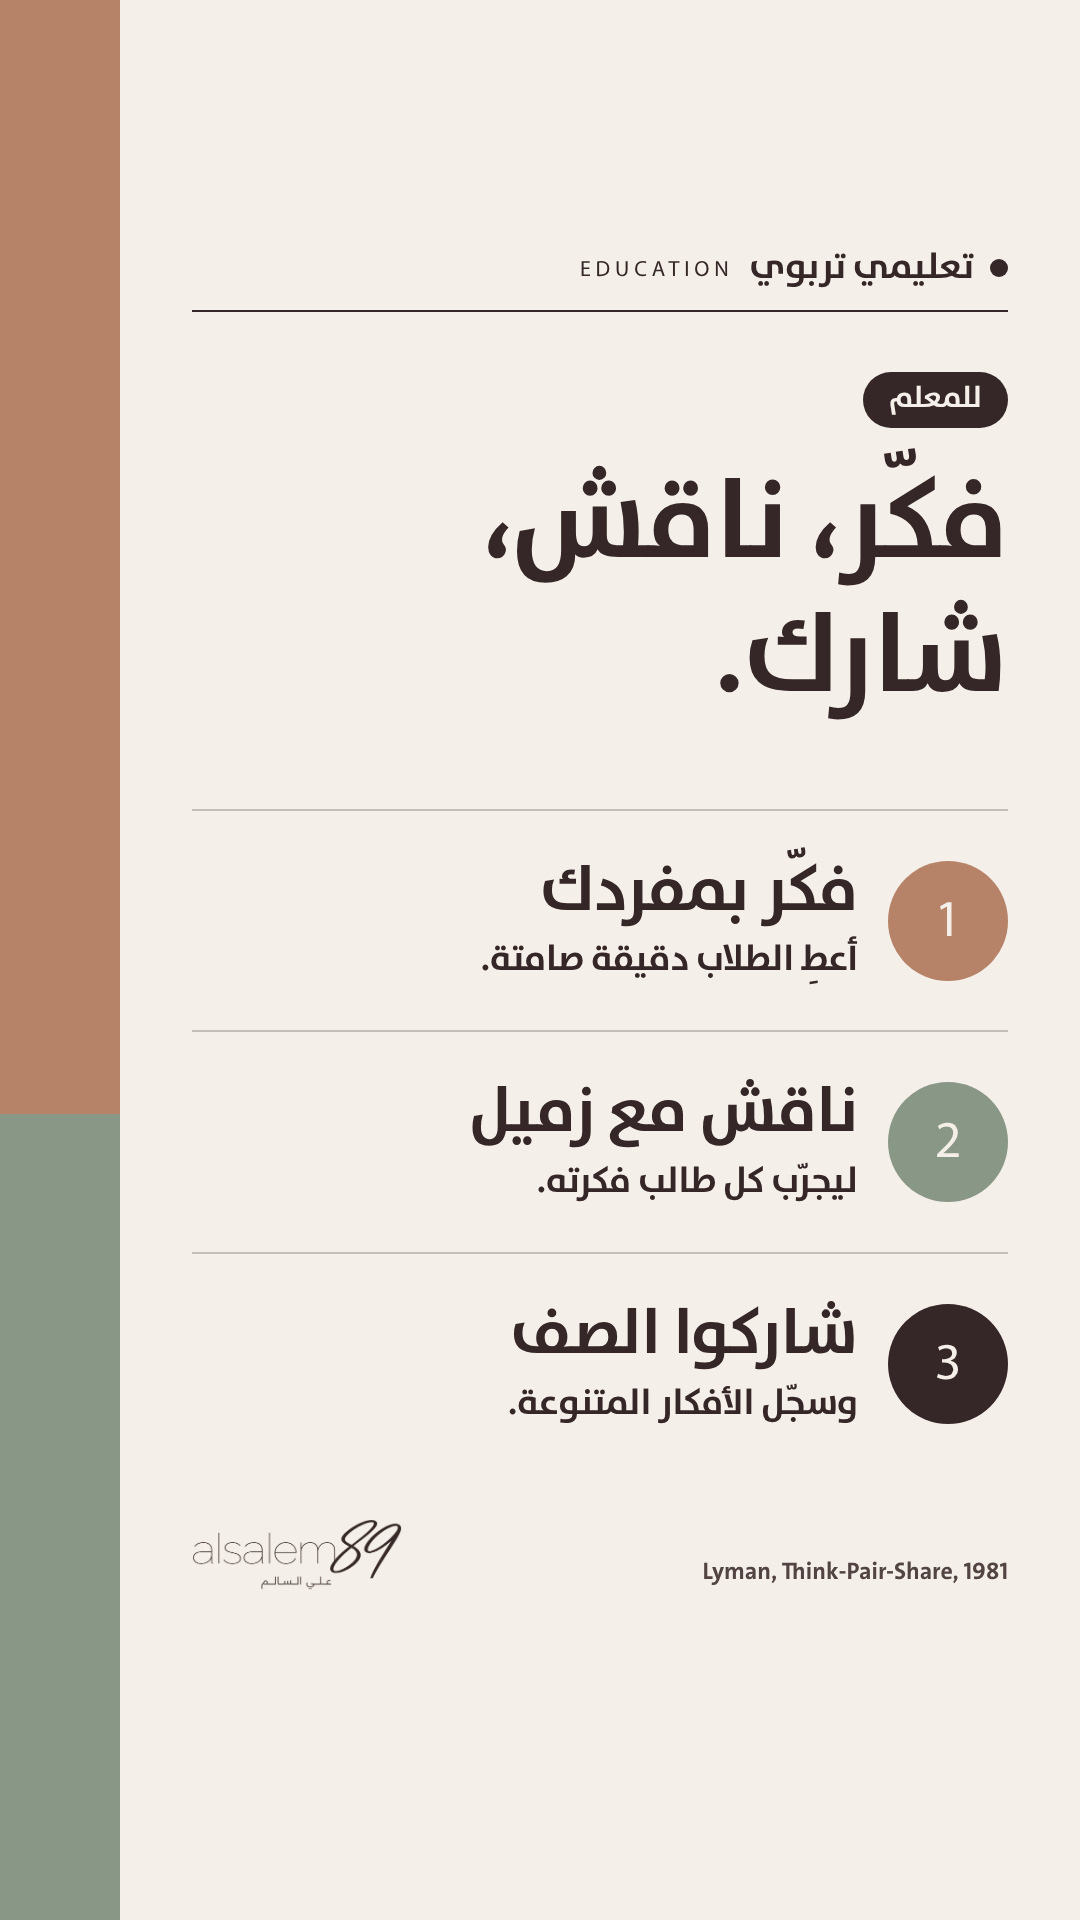 تعليمي تربوي EDUCATION
للمعلم
فكّر، ناقش،
شارك.
1
فكّر بمفردك
أعطِ الطلاب دقيقة صامتة.
2
ناقش مع زميل
ليجرّب كل طالب فكرته.
3
شاركوا الصف
وسجّل الأفكار المتنوعة.
Lyman, Think-Pair-Share, 1981
alsalem89
علي السالم